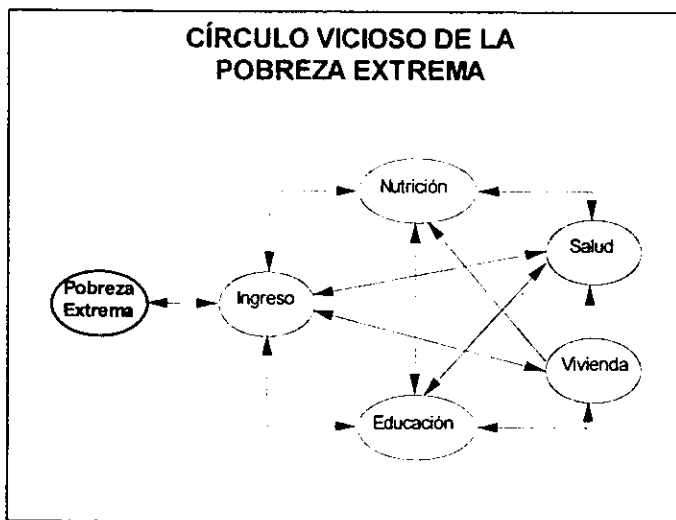 CÍRCULO VICIOSO DE LA
POBREZA EXTREMA
Nutrición
Salud
Pobreza
Extrema
Ingreso
Vivienda
Educación